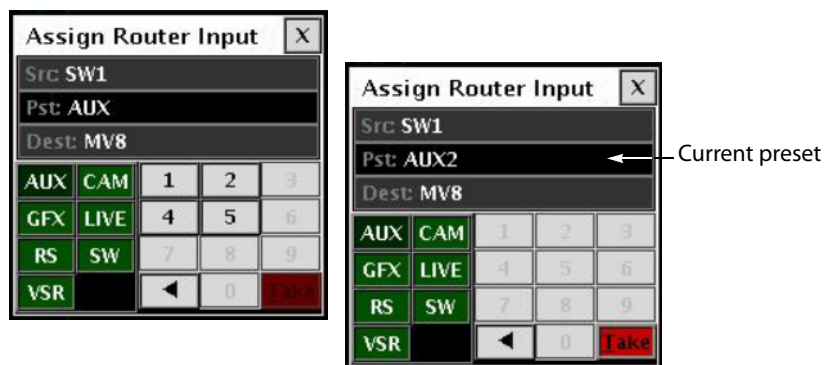 Assign Router Input X
Src: SW1
Pst: AUX
Dest: MV8
AUX CAM 1 2 3
GFX LIVE 4 5 6
RS SW 7 8 9
VSR ◀ 0 Take
Assign Router Input X
Src: SW1
Pst: AUX2
Dest: MV8
AUX CAM 1 2 3
GFX LIVE 4 5 6
RS SW 7 8 9
VSR ◀ 0 Take
Current preset